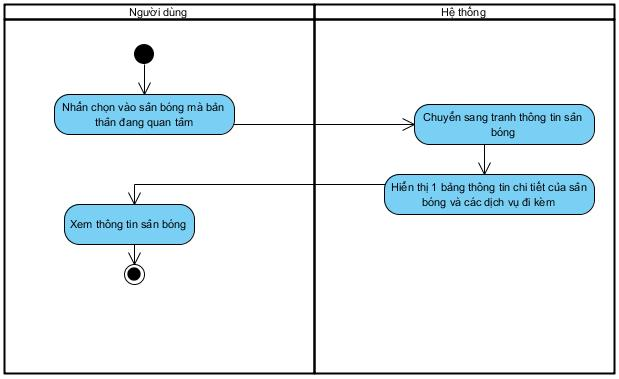 Người dùng
Hệ thống
Nhấn chọn vào sân bóng mà bản
thân đang quan tâm
Chuyển sang tranh thông tin sân
bóng
Hiển thị 1 bảng thông tin chi tiết của sân
bóng và các dịch vụ đi kèm
Xem thông tin sân bóng